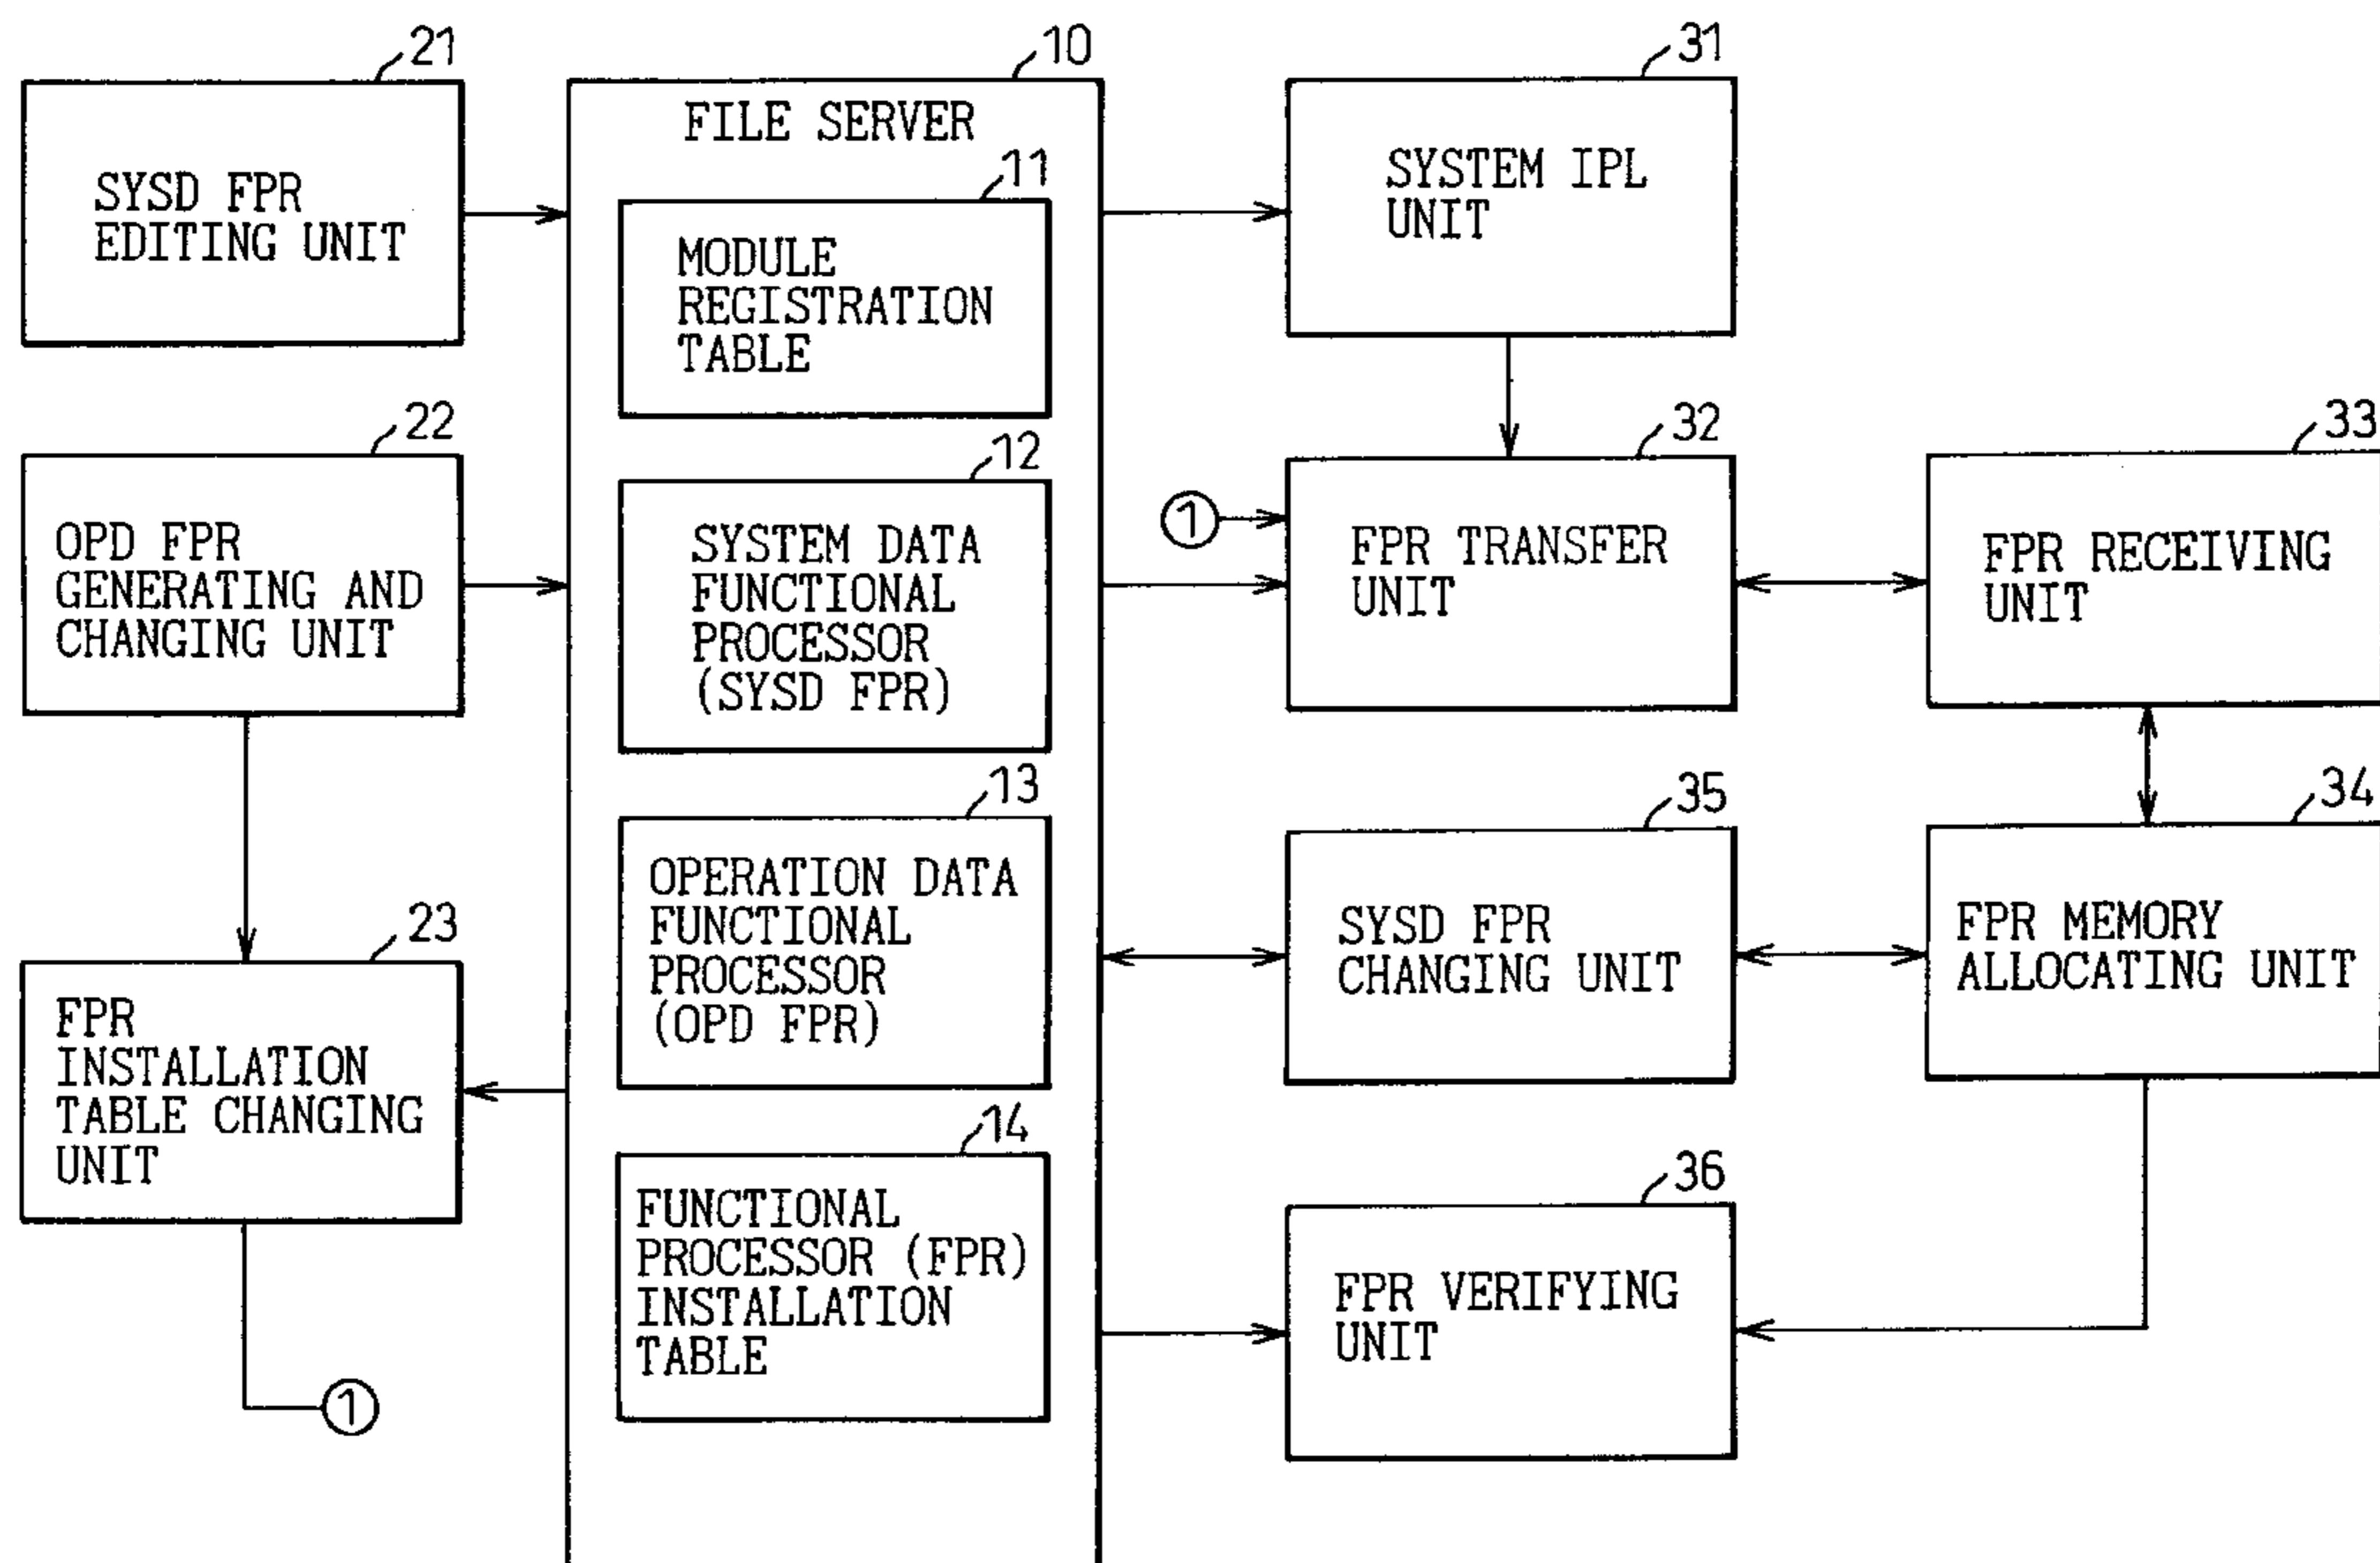 21
SYSD FPR
EDITING UNIT
22
OPD FPR
GENERATING AND
CHANGING UNIT
23
FPR
INSTALLATION
TABLE CHANGING
UNIT
1
10
FILE SERVER
11
MODULE
REGISTRATION
TABLE
12
SYSTEM DATA
FUNCTIONAL
PROCESSOR
(SYSD FPR)
13
OPERATION DATA
FUNCTIONAL
PROCESSOR
(OPD FPR)
14
FUNCTIONAL
PROCESSOR (FPR)
INSTALLATION
TABLE
31
SYSTEM IPL
UNIT
1
32
FPR TRANSFER
UNIT
33
FPR RECEIVING
UNIT
35
SYSD FPR
CHANGING UNIT
34
FPR MEMORY
ALLOCATING UNIT
36
FPR VERIFYING
UNIT